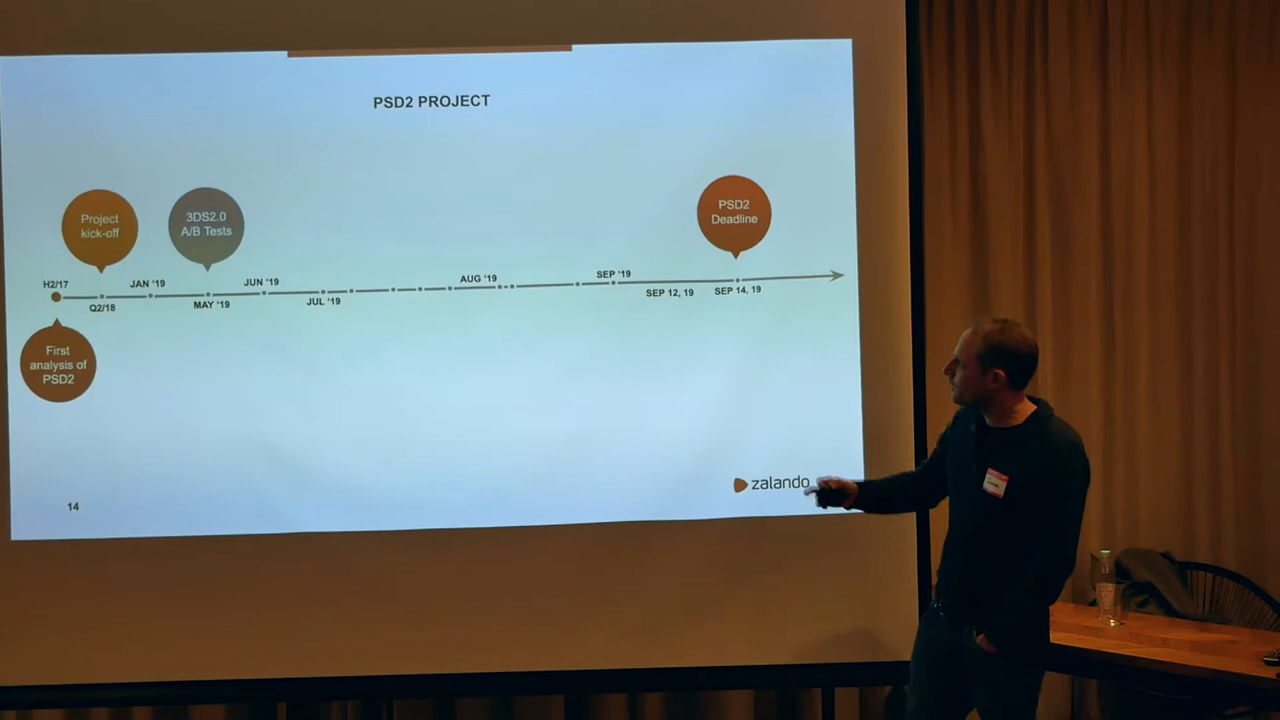 PSD2 PROJECT
Project
kick-off
3DS2.0
A/B Tests
PSD2
Deadline
H2/17
JAN '19
JUN '19
AUG '19
SEP '19
Q2/18
MAY '19
JUL '19
SEP 12, 19
SEP 14, 19
First
analysis of
PSD2
zalando
14